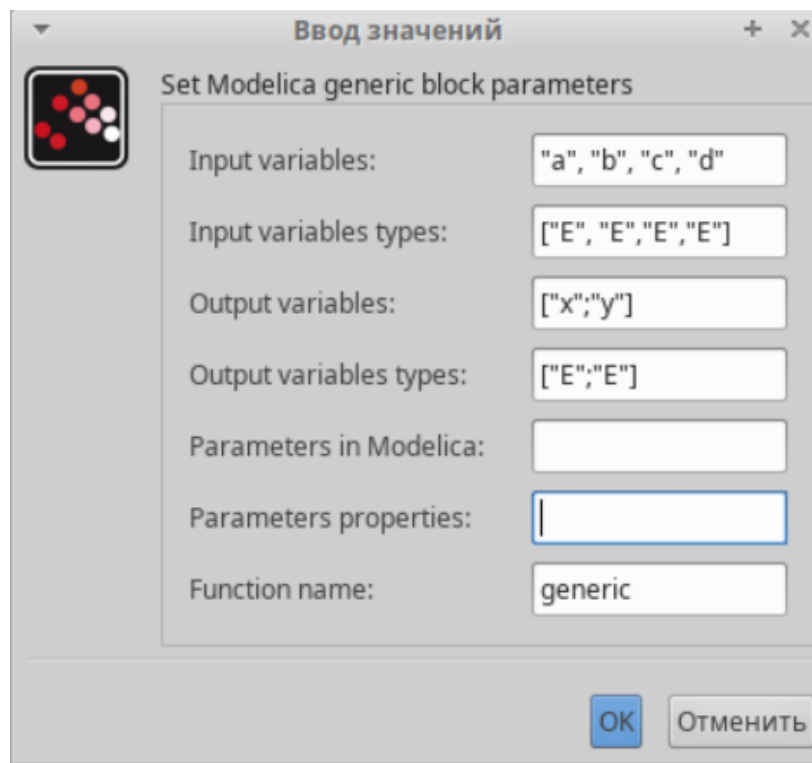 Ввод значений
Set Modelica generic block parameters
Input variables: "a", "b", "c", "d"
Input variables types: ["E", "E","E","E"]
Output variables: ["x";"y"]
Output variables types: ["E";"E"]
Parameters in Modelica:
Parameters properties:
Function name: generic
OK Отменить